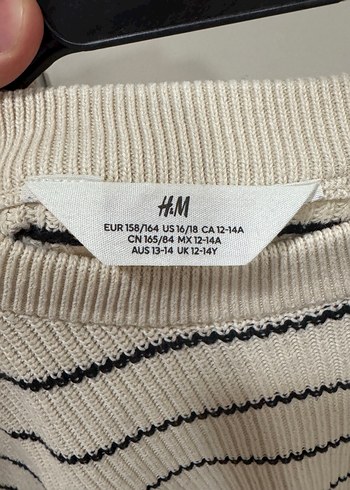 H&M
EUR 158/164 US 16/18 CA 12-14A
CN 165/84 MX 12-14A
AUS 13-14 UK 12-14Y